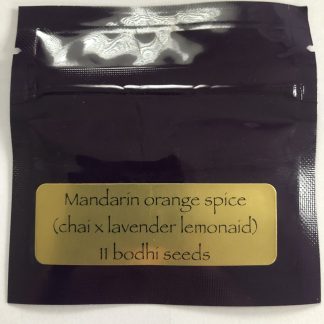 Mandarin orange spice
(chai x lavender lemonaid)
11 bodhi seeds